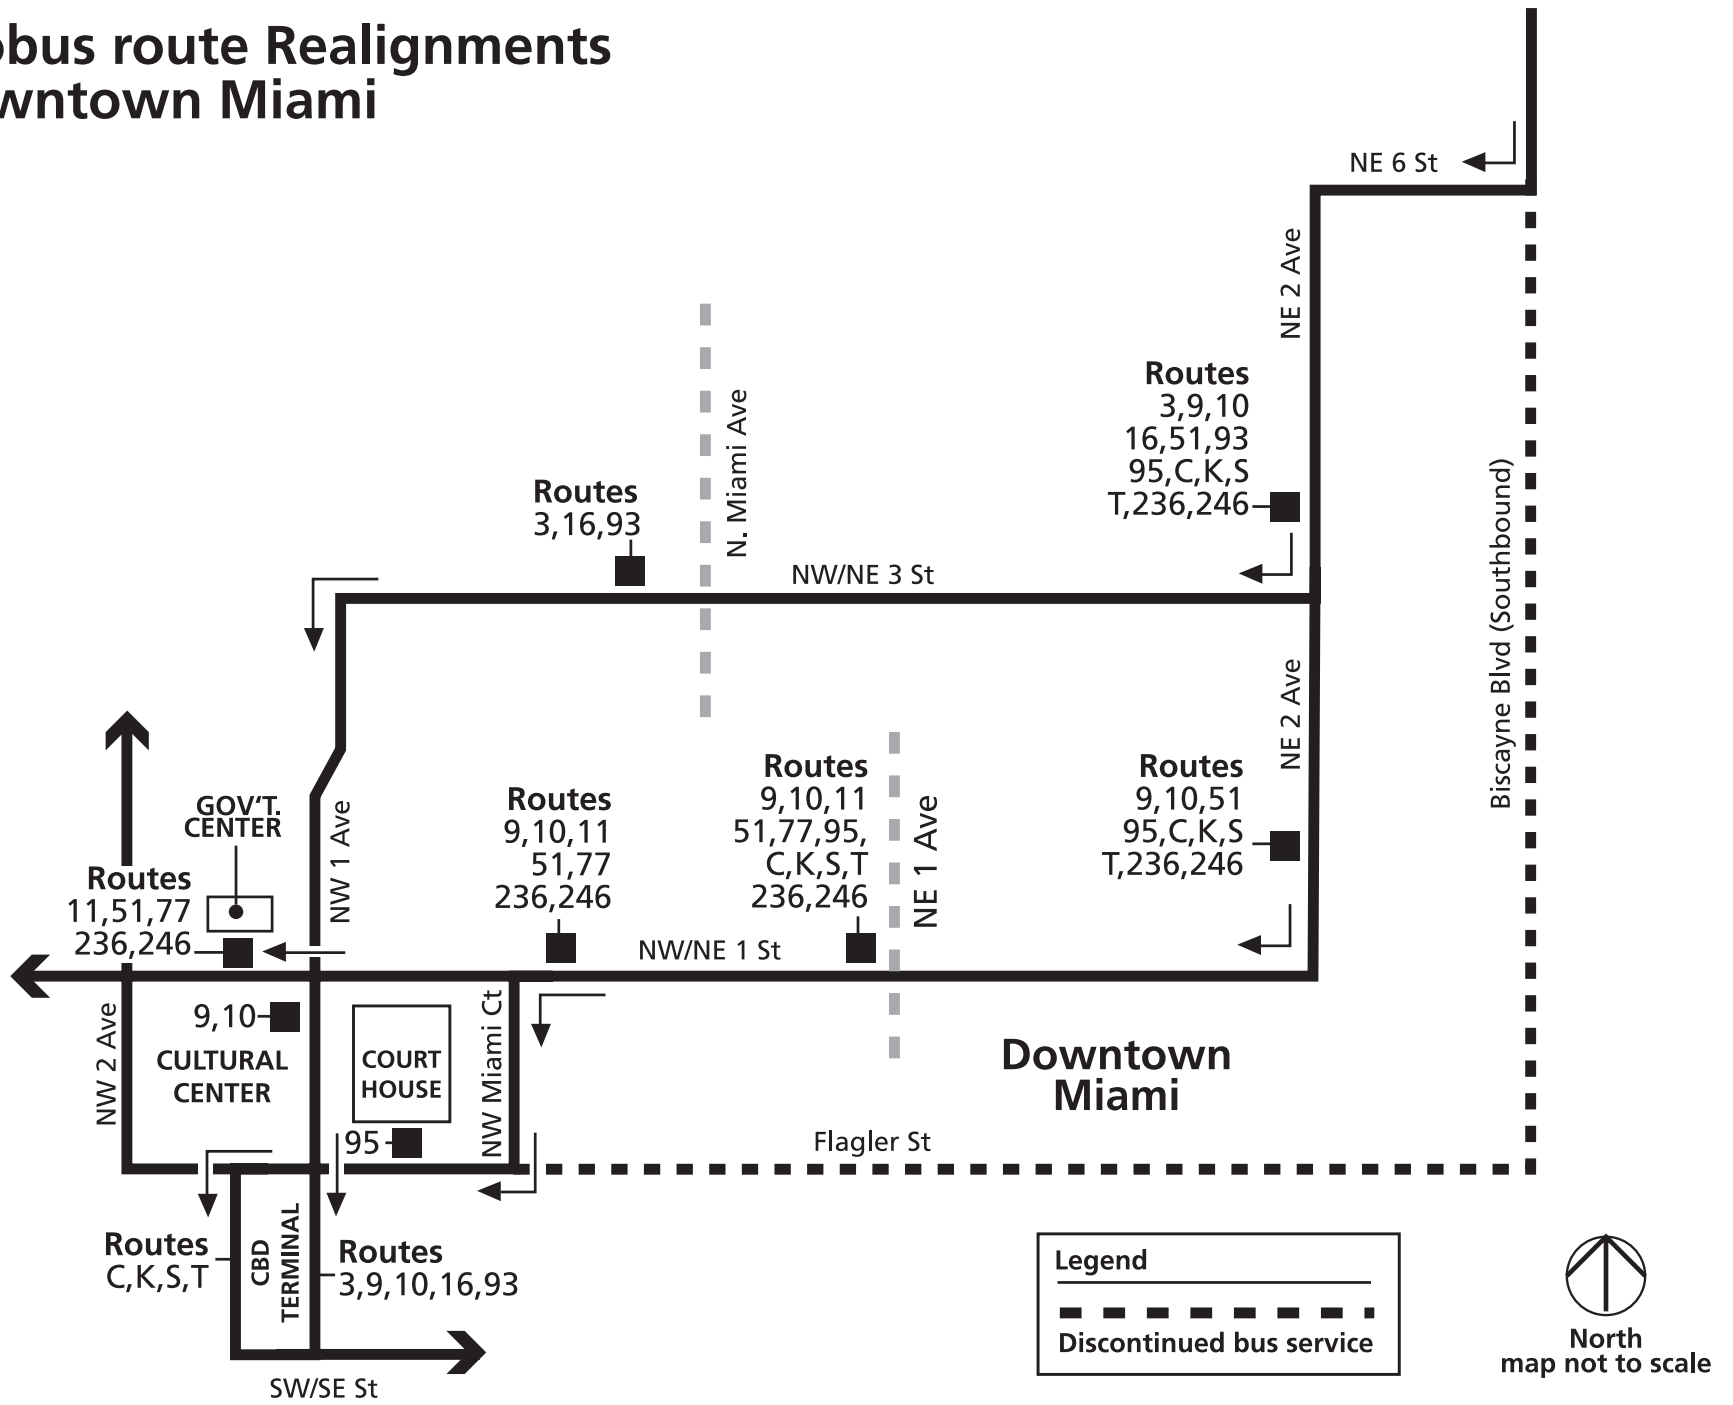 obus route Realignments
wntown Miami
NE 6 St
NE 2 Ave
Routes
3,9,10
16,51,93
95,C,K,S
T,236,246
N. Miami Ave
Routes
3,16,93
NW/NE 3 St
Biscayne Blvd (Southbound)
NE 2 Ave
Routes
9,10,51
95,C,K,S
T,236,246
Routes
9,10,11
51,77,95,
C,K,S,T
236,246
NE 1 Ave
Routes
9,10,11
51,77
236,246
NW/NE 1 St
GOV'T.
CENTER
NW 1 Ave
Routes
11,51,77
236,246
9,10
CULTURAL
CENTER
NW 2 Ave
COURT
HOUSE
NW Miami Ct
95
Downtown
Miami
Flagler St
Routes
C,K,S,T
CBD
TERMINAL
Routes
3,9,10,16,93
SW/SE St
Legend
Discontinued bus service
North
map not to scale